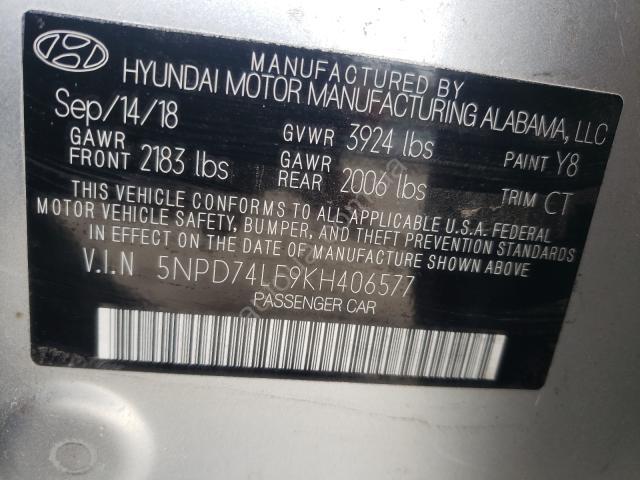 MANUFACTURED BY
HYUNDAI MOTOR MANUFACTURING ALABAMA, LLC
Sep/14/18
GAWR FRONT 2183 lbs GVWR 3924 lbs PAINT Y8
GAWR REAR 2006 lbs TRIM CT
THIS VEHICLE CONFORMS TO ALL APPLICABLE U.S.A. FEDERAL
MOTOR VEHICLE SAFETY, BUMPER, AND THEFT PREVENTION STANDARDS
IN EFFECT ON THE DATE OF MANUFACTURE SHOWN ABOVE
V.I.N 5NPD74LF9KH406577
PASSENGER CAR